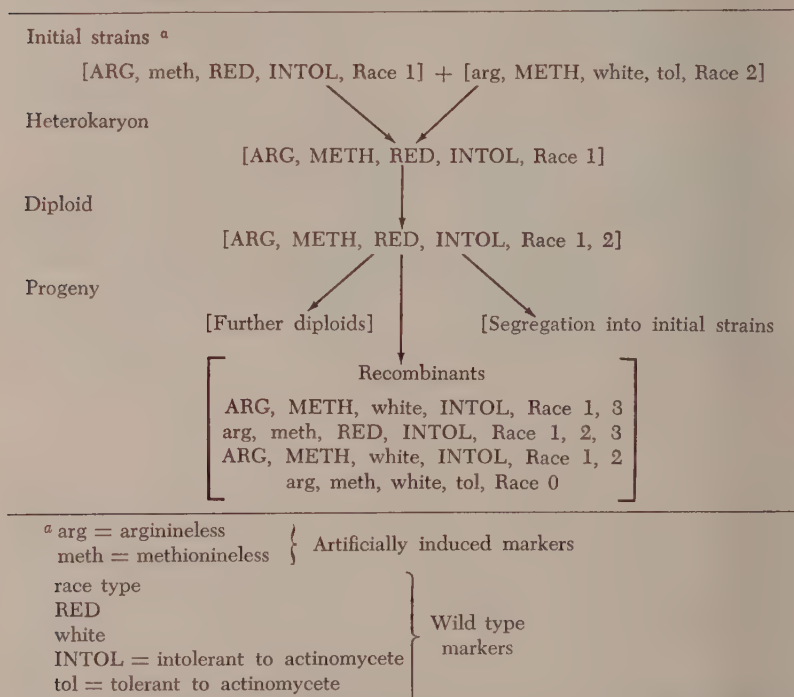 Initial strains a
[ARG, meth, RED, INTOL, Race 1] + [arg, METH, white, tol, Race 2]
Heterokaryon
[ARG, METH, RED, INTOL, Race 1]
Diploid
[ARG, METH, RED, INTOL, Race 1, 2]
Progeny
[Further diploids] [Segregation into initial strains
Recombinants
ARG, METH, white, INTOL, Race 1, 3
arg, meth, RED, INTOL, Race 1, 2, 3
ARG, METH, white, INTOL, Race 1, 2
arg, meth, white, tol, Race 0
a arg = arginineless
meth = methionineless
Artificially induced markers
race type
RED
white
INTOL = intolerant to actinomycete
tol = tolerant to actinomycete
Wild type
markers